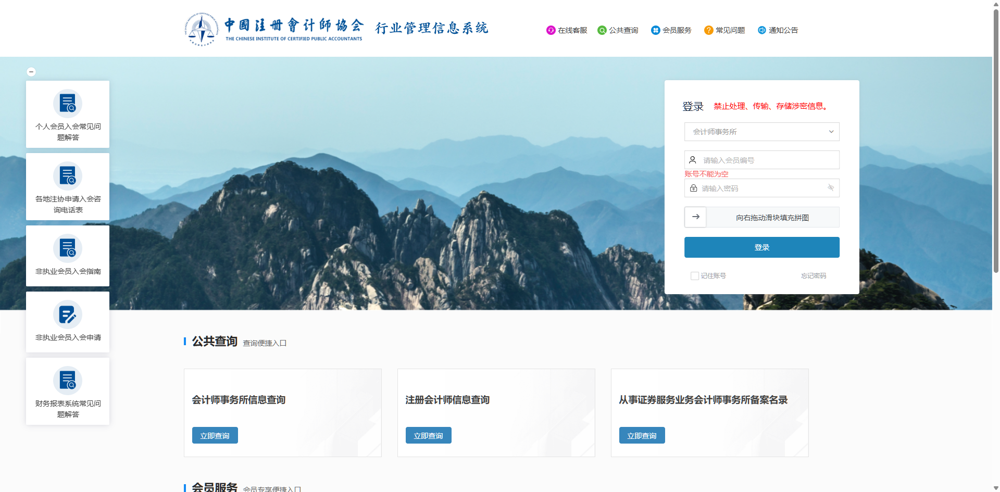 中國注册會计師協会
THE CHINESE INSTITUTE OF CERTIFIED PUBLIC ACCOUNTANTS
行业管理信息系统
在线客服
公共查询
会员服务
常见问题
通知公告
个人会员入会常见问
题解答
各地注协申请入会咨
询电话表
非执业会员入会指南
非执业会员入会申请
财务报表系统常见问
题解答
登录
禁止处理、传输、存储涉密信息。
会计师事务所
请输入会员编号
账号不能为空
请输入密码
向右拖动滑块填充拼图
登录
记住账号
忘记密码
公共查询
查询便捷入口
会计师事务所信息查询
立即查询
注册会计师信息查询
立即查询
从事证券服务业务会计师事务所备案名录
立即查询
会员服务
会员专享便捷入口